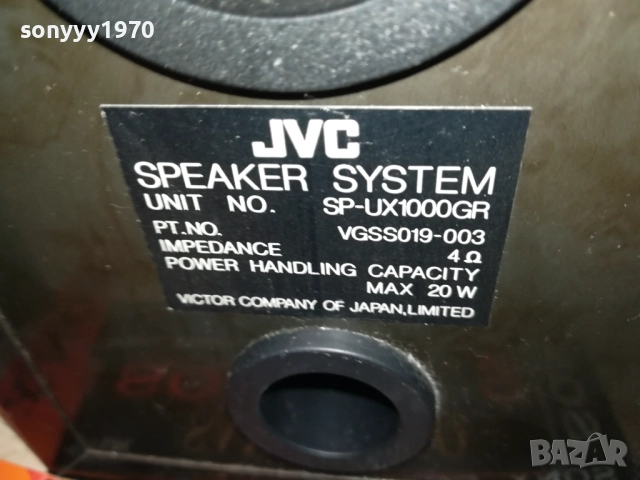 sonyyy1970
JVC
SPEAKER SYSTEM
UNIT NO. SP-UX1000GR
PT.NO. VGSS019-003
IMPEDANCE 4Ω
POWER HANDLING CAPACITY
MAX 20W
VICTOR COMPANY OF JAPAN,LIMITED
BAZAR